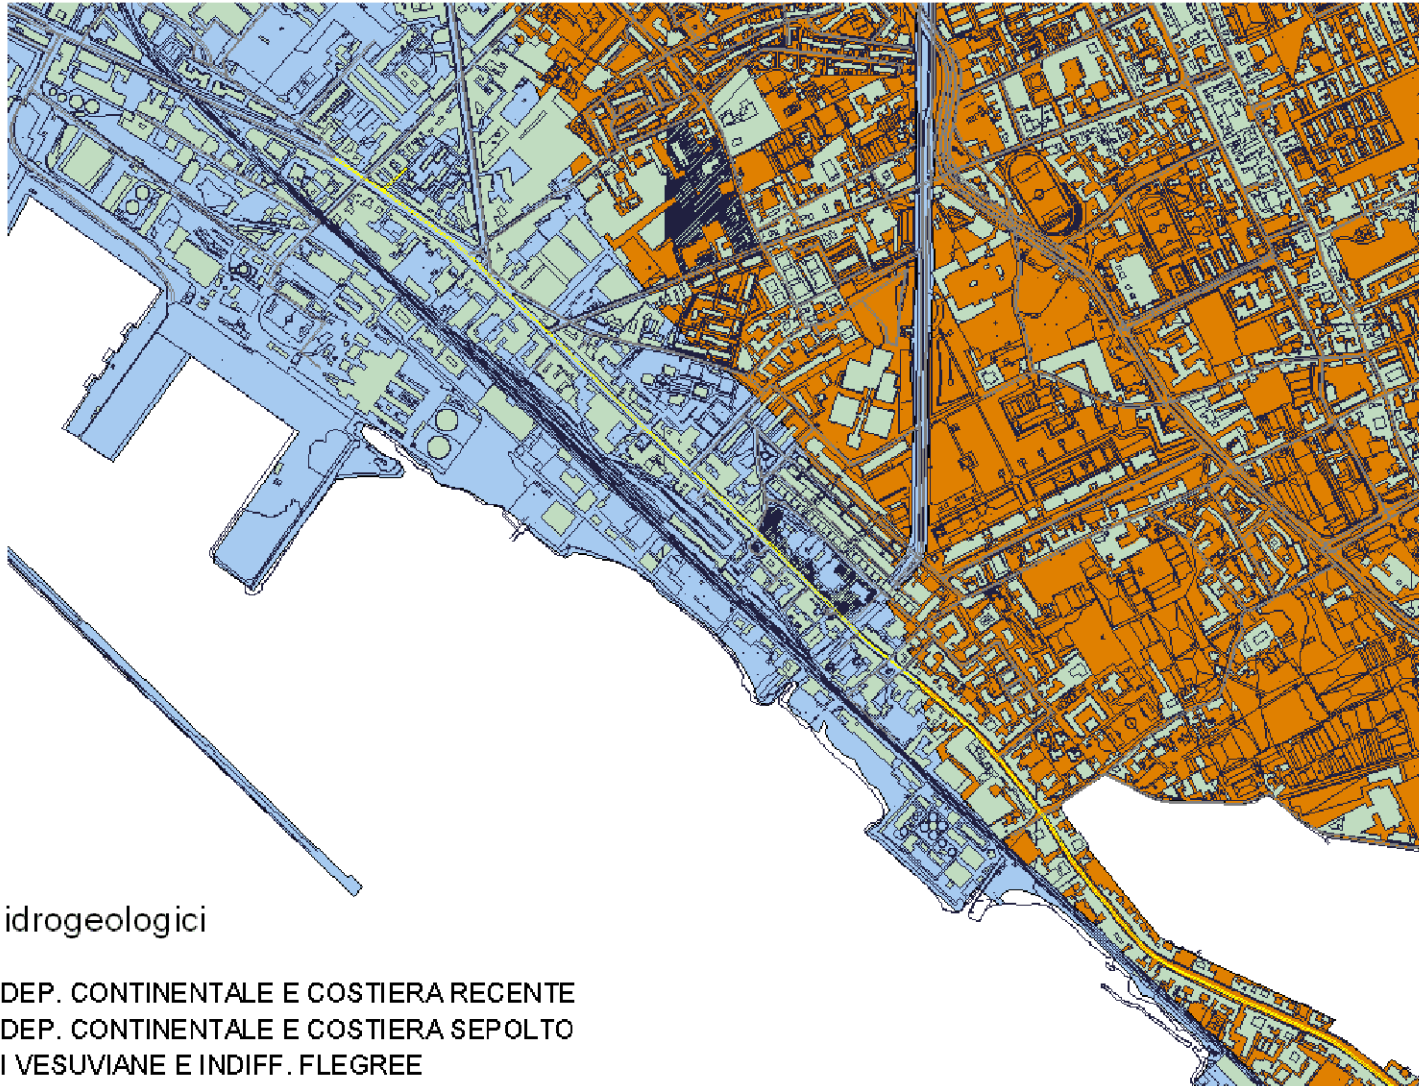 idrogeologici
DEP. CONTINENTALE E COSTIERA RECENTE
DEP. CONTINENTALE E COSTIERA SEPOLTO
I VESUVIANE E INDIFF. FLEGREE